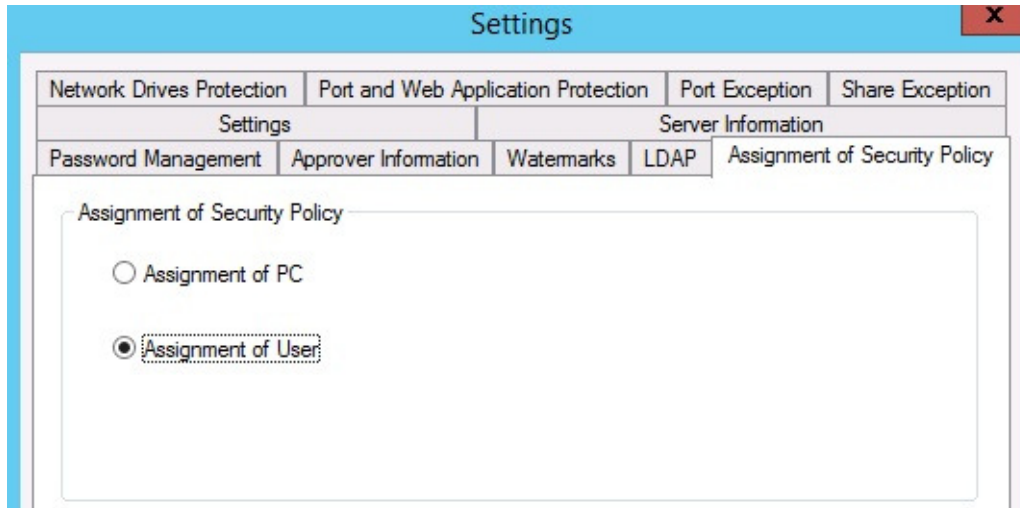 Settings
x
Network Drives Protection Port and Web Application Protection Port Exception Share Exception
Settings Server Information
Password Management Approver Information Watermarks LDAP Assignment of Security Policy
Assignment of Security Policy
Assignment of PC
Assignment of User